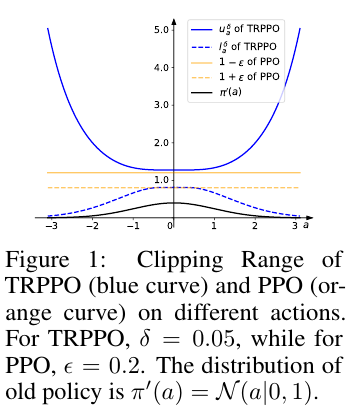 5.0
4.0
3.0
2.0
1.0
−3 −2 −1 0 1 2 3 a
u_a^δ of TRPPO
l_a^δ of TRPPO
1 − ε of PPO
1 + ε of PPO
π′(a)
Figure 1: Clipping Range of
TRPPO (blue curve) and PPO (or-
ange curve) on different actions.
For TRPPO, δ = 0.05, while for
PPO, ϵ = 0.2. The distribution of
old policy is π′(a) = N(a|0, 1).